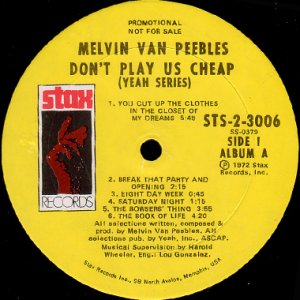 PROMOTIONAL
NOT FOR SALE
MELVIN VAN PEEBLES
DON'T PLAY US CHEAP
(YEAH SERIES)
1. YOU CUT UP THE CLOTHES
IN THE CLOSET OF
MY DREAMS 5:45
STS-2-3006
SS-0379
SIDE 1
ALBUM A
℗ 1972 Stax
Records, Inc.
stax
RECORDS
2. BREAK THAT PARTY AND
OPENING 2:15
3. EIGHT DAY WEEK 0:45
4. SATURDAY NIGHT 1:15
5. THE BOWSERS' THING 3:55
6. THE BOOK OF LIFE 4:20
All selections written, composed &
prod. by Melvin Van Peebles. All
selections pub. by Yeah, Inc., ASCAP.
Musical Supervision by Harold
Wheeler, Eng.: Lou Gonzalez.
Stax Records, Inc., 98 North Avalon, Memphis, USA